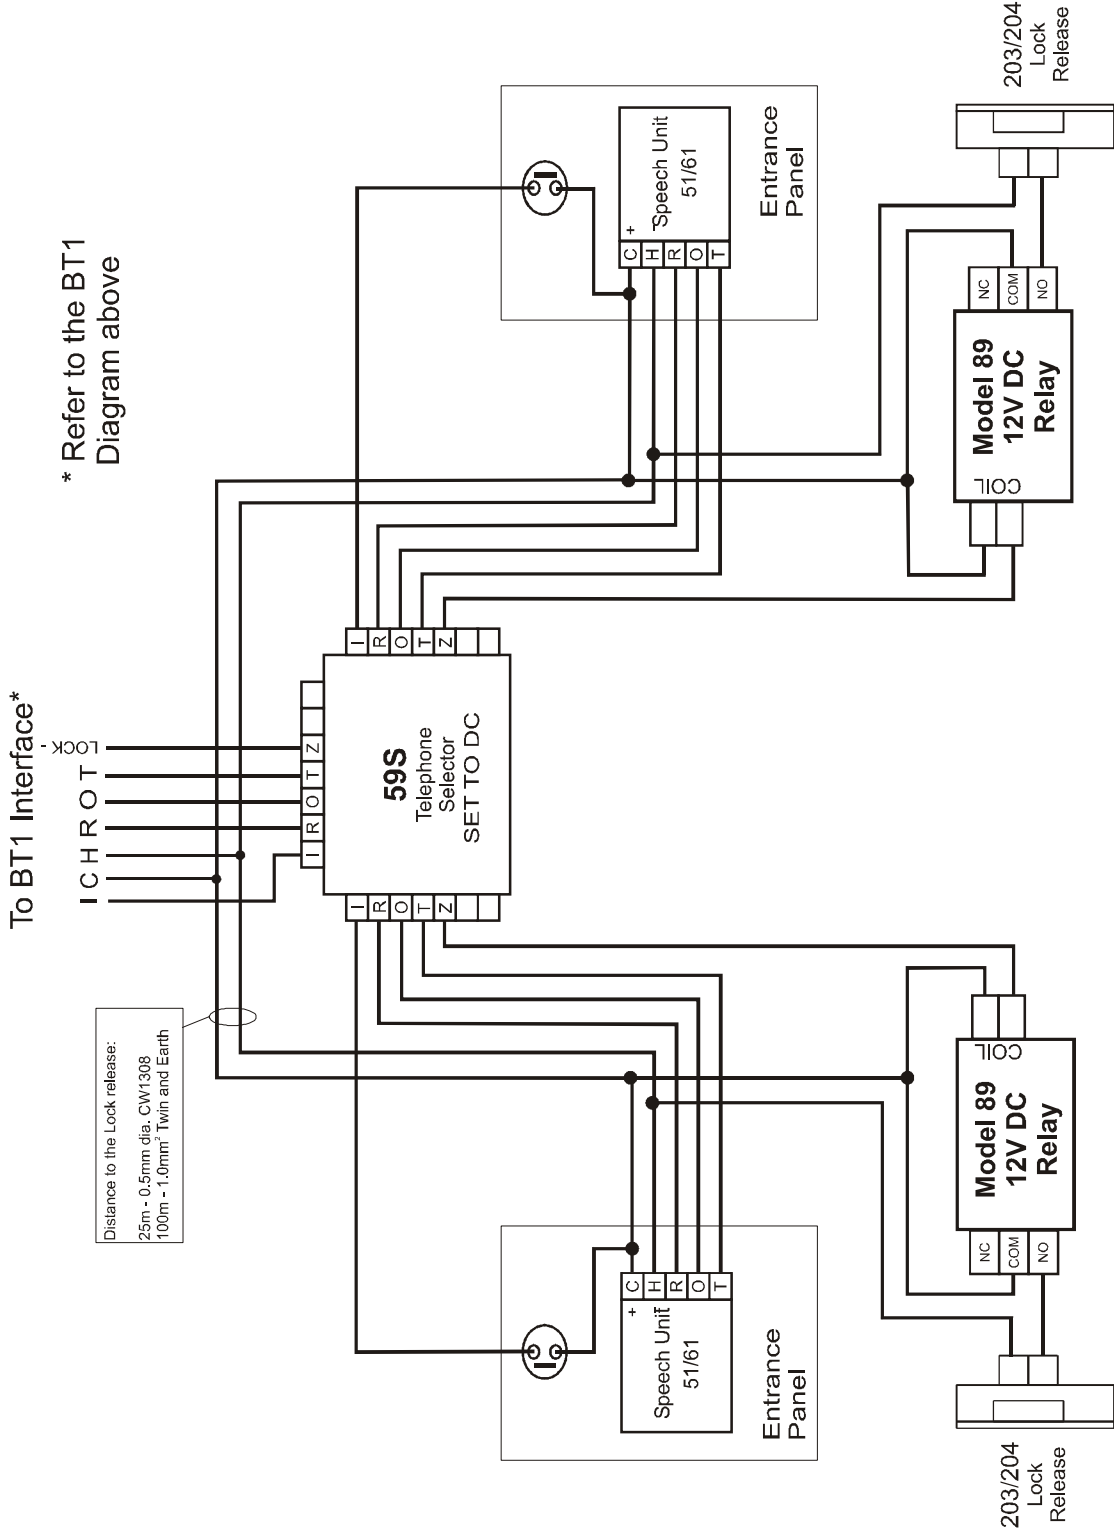 * Refer to the BT1
Diagram above
To BT1 Interface*
I
C
H
R
O
T
LOCK -
Distance to the Lock release:
25m - 0.5mm dia. CW1308
100m - 1.0mm² Twin and Earth
I
R
O
T
Z
59S
Telephone
Selector
SET TO DC
I
R
O
T
Z
I
R
O
T
Z
+ -
C
H
R
O
T
Speech Unit
51/61
Entrance
Panel
+ -
C
H
R
O
T
Speech Unit
51/61
Entrance
Panel
NC
COM
NO
COIL
Model 89
12V DC
Relay
203/204
Lock
Release
COIL
NC
COM
NO
Model 89
12V DC
Relay
203/204
Lock
Release